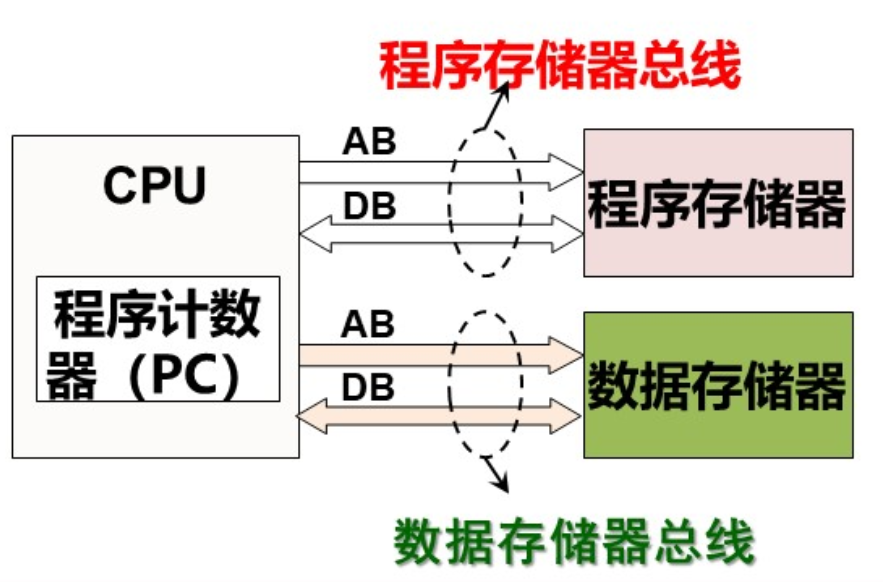 程序存储器总线
AB
CPU
DB
程序存储器
程序计数
器（PC）
AB
DB
数据存储器
数据存储器总线